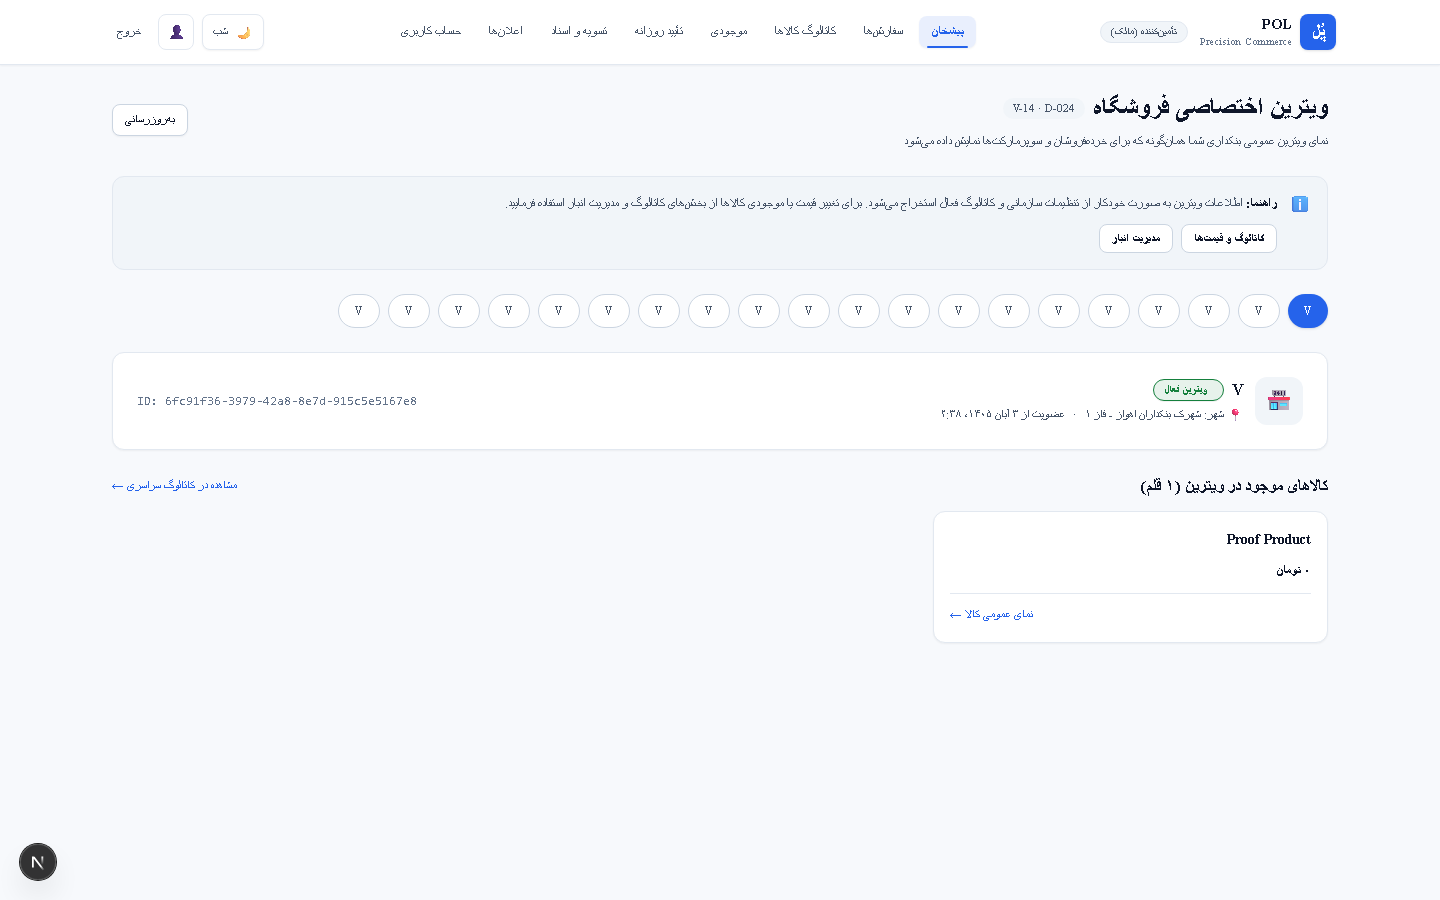 پُل
POL
Precision Commerce
تأمین‌کننده (مالک)
پیشخان
سفارش‌ها
کاتالوگ کالاها
موجودی
تأیید روزانه
تسویه و اسناد
اعلان‌ها
حساب کاربری
شب
خروج
ویترین اختصاصی فروشگاه
V-14 · D-024
نمای ویترین عمومی بنکداری شما همان‌گونه که برای خرده‌فروشان و سوپرمارکت‌ها نمایش داده می‌شود
به‌روزرسانی
راهنما: اطلاعات ویترین به صورت خودکار از تنظیمات سازمانی و کاتالوگ فعال استخراج می‌شود. برای تغییر قیمت یا موجودی کالاها از بخش‌های کاتالوگ و مدیریت انبار استفاده فرمایید.
کاتالوگ و قیمت‌ها
مدیریت انبار
V V V V V V V V V V V V V V V V V V V V
V
ویترین فعال
شهر: شهرک بنکداران اهواز - فاز ۱ · عضویت از ۳ آبان ۱۴۰۵، ۲:۳۸
ID: 6fc91f36-3979-42a8-8e7d-915c5e5167e8
کالاهای موجود در ویترین (۱ قلم)
مشاهده در کاتالوگ سراسری ←
Proof Product
۰ تومان
نمای عمومی کالا ←
N